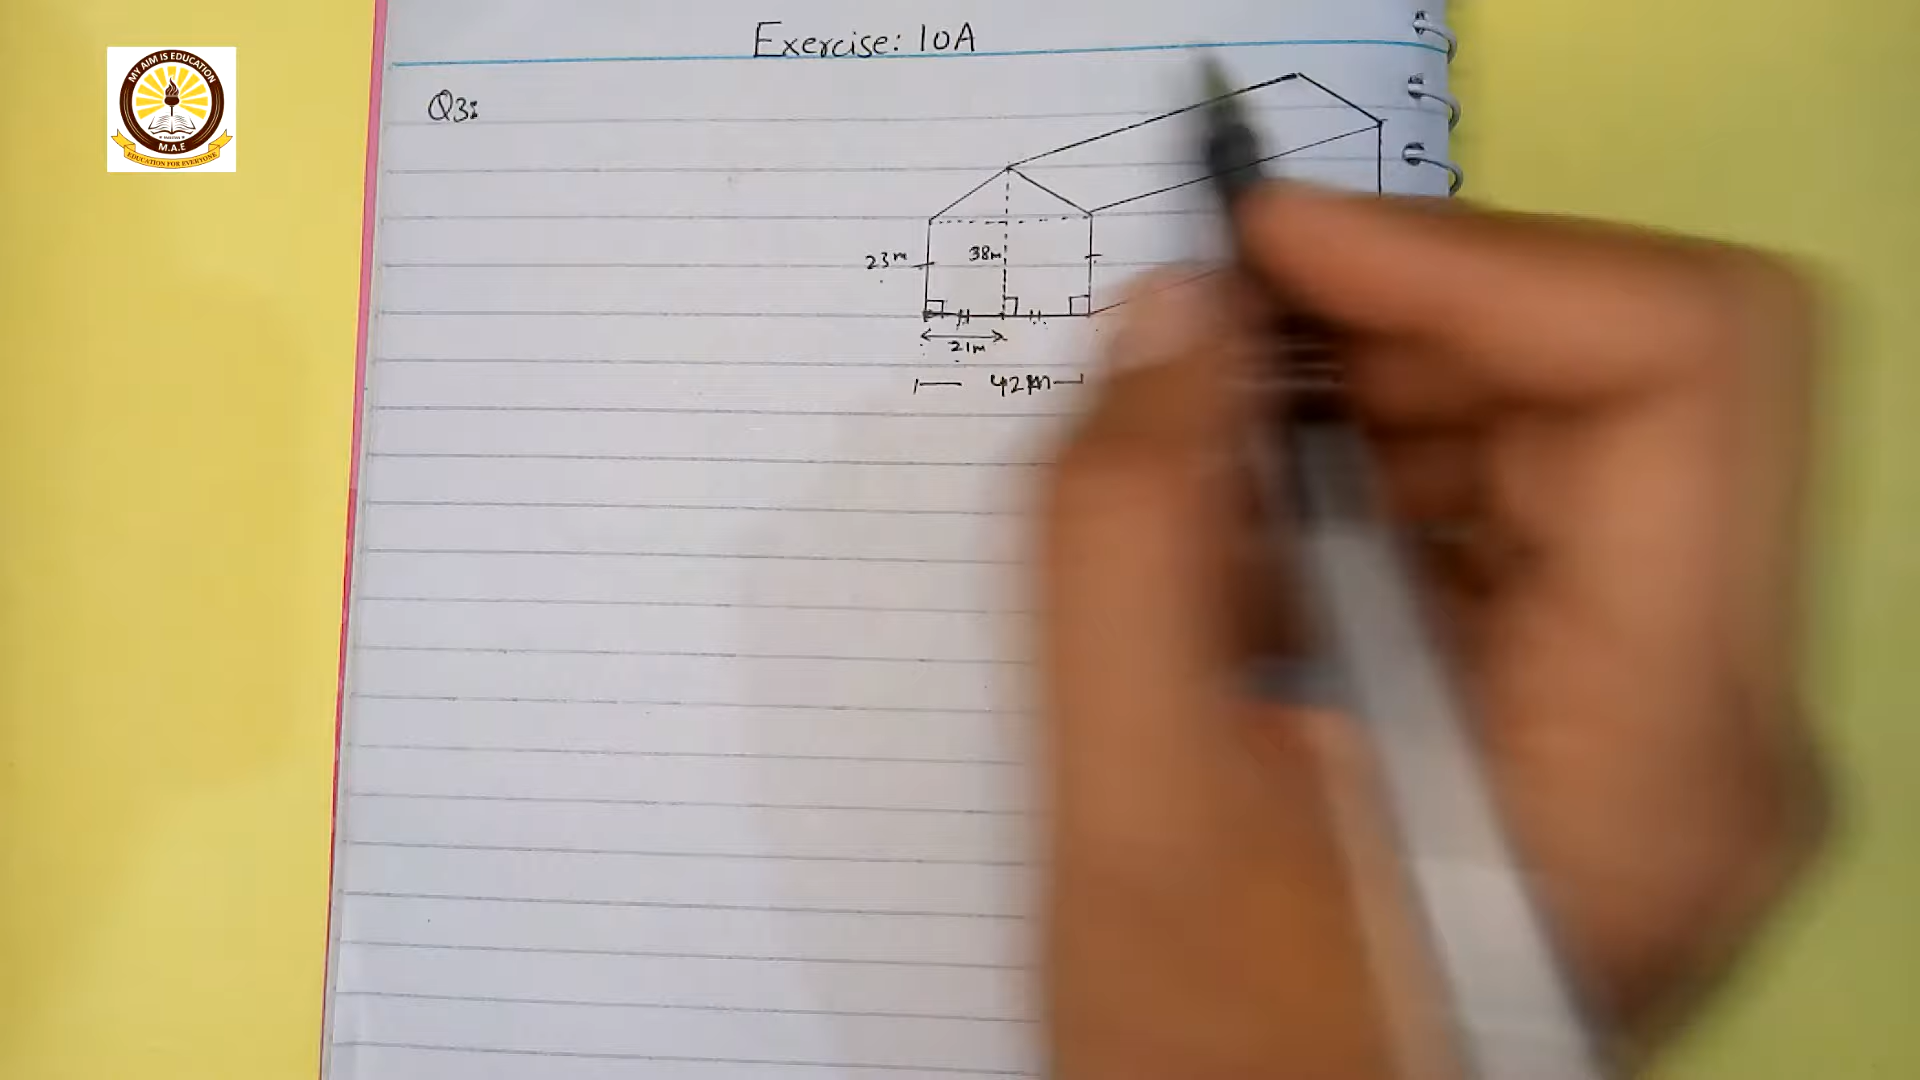 MY AIM IS EDUCATION
M.A.E
EDUCATION FOR EVERYONE
Exercise: 10A
Q3:
23m
38m
21m
42m